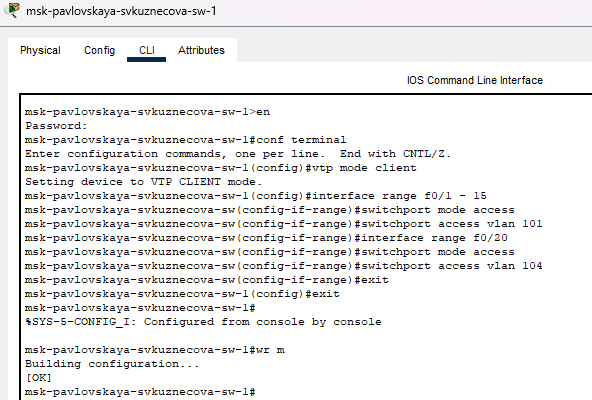 msk-pavlovskaya-svkuznecova-sw-1
Physical Config CLI Attributes
IOS Command Line Interface
msk-pavlovskaya-svkuznecova-sw-1>en
Password:
msk-pavlovskaya-svkuznecova-sw-1#conf terminal
Enter configuration commands, one per line.  End with CNTL/Z.
msk-pavlovskaya-svkuznecova-sw-1(config)#vtp mode client
Setting device to VTP CLIENT mode.
msk-pavlovskaya-svkuznecova-sw-1(config)#interface range f0/1 - 15
msk-pavlovskaya-svkuznecova-sw(config-if-range)#switchport mode access
msk-pavlovskaya-svkuznecova-sw(config-if-range)#switchport access vlan 101
msk-pavlovskaya-svkuznecova-sw(config-if-range)#interface range f0/20
msk-pavlovskaya-svkuznecova-sw(config-if-range)#switchport mode access
msk-pavlovskaya-svkuznecova-sw(config-if-range)#switchport access vlan 104
msk-pavlovskaya-svkuznecova-sw(config-if-range)#exit
msk-pavlovskaya-svkuznecova-sw-1(config)#exit
msk-pavlovskaya-svkuznecova-sw-1#
%SYS-5-CONFIG_I: Configured from console by console
msk-pavlovskaya-svkuznecova-sw-1#wr m
Building configuration...
[OK]
msk-pavlovskaya-svkuznecova-sw-1#